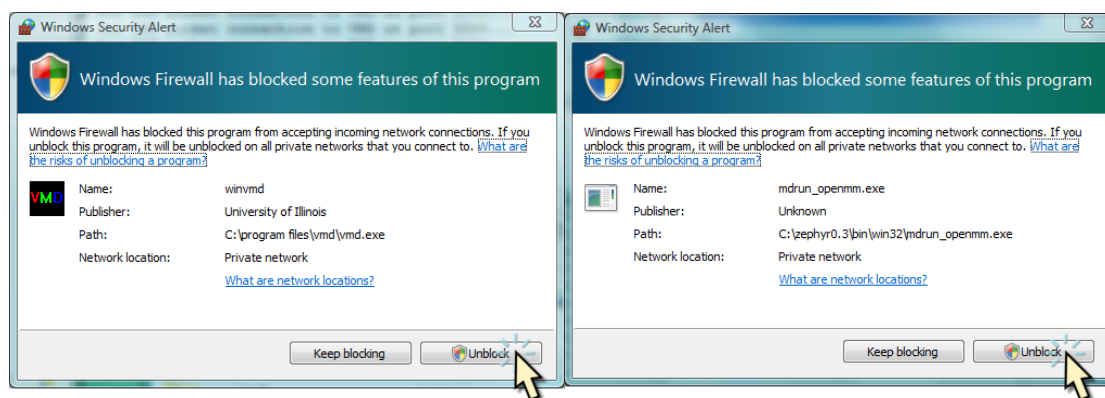 Windows Security Alert
Windows Firewall has blocked some features of this program
Windows Firewall has blocked this program from accepting incoming network connections. If you
unblock this program, it will be unblocked on all private networks that you connect to. What are
the risks of unblocking a program?
VMD
Name: winvmd
Publisher: University of Illinois
Path: C:\program files\vmd\vmd.exe
Network location: Private network
What are network locations?
Keep blocking
Unblock
Windows Security Alert
Windows Firewall has blocked some features of this program
Windows Firewall has blocked this program from accepting incoming network connections. If you
unblock this program, it will be unblocked on all private networks that you connect to. What are
the risks of unblocking a program?
Name: mdrun_openmm.exe
Publisher: Unknown
Path: C:\zephyr0.3\bin\win32\mdrun_openmm.exe
Network location: Private network
What are network locations?
Keep blocking
Unblock